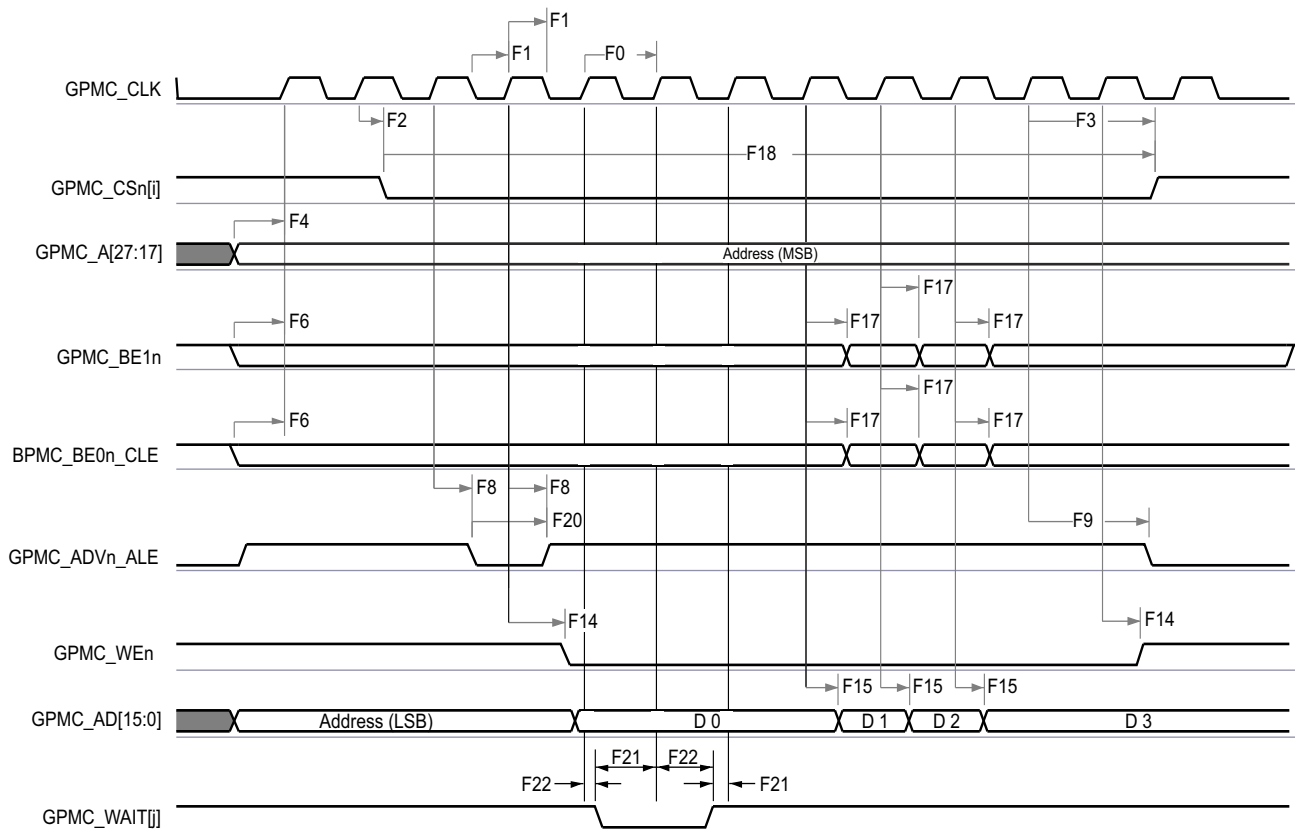 F1
F1
F0
GPMC_CLK
F2
F3
F18
GPMC_CSn[i]
F4
GPMC_A[27:17]
Address (MSB)
F17
F6
F17
F17
GPMC_BE1n
F17
F6
F17
F17
BPMC_BE0n_CLE
F8
F8
F20
F9
GPMC_ADVn_ALE
F14
F14
GPMC_WEn
F15
F15
F15
GPMC_AD[15:0]
Address (LSB)
D 0
D 1
D 2
D 3
F21
F22
F22
F21
GPMC_WAIT[j]